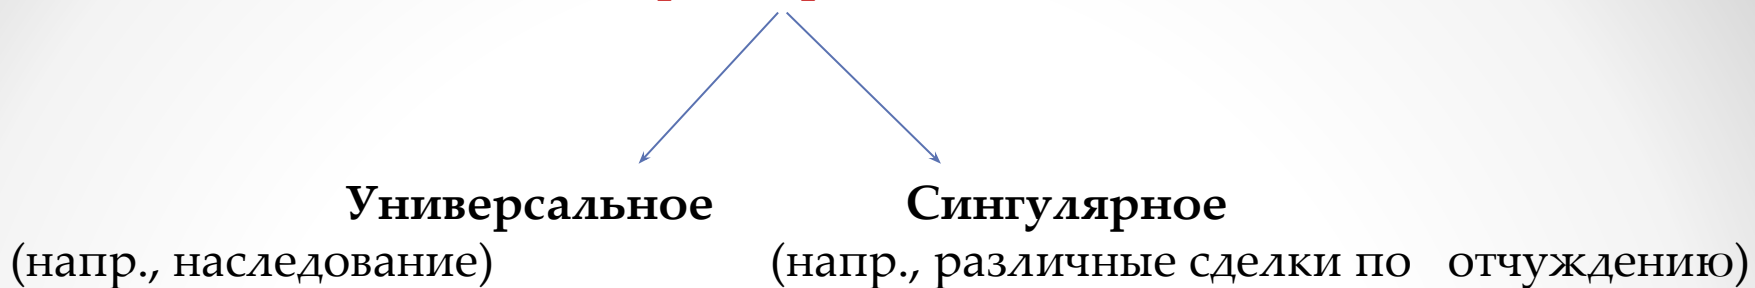 Универсальное Сингулярное
(напр., наследование) (напр., различные сделки по отчуждению)